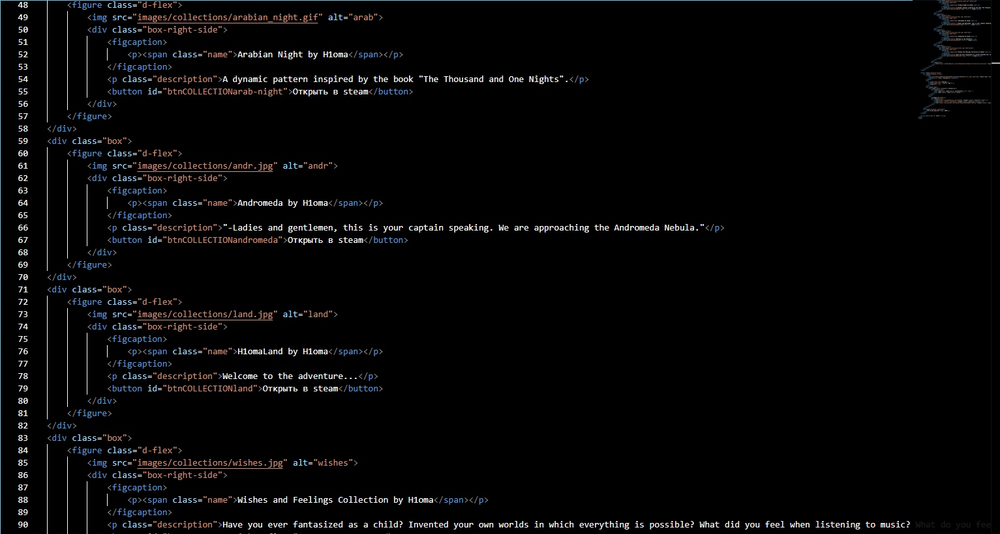 48 <figure class="d-flex">
49 <img src="images/collections/arabian_night.gif" alt="arab">
50 <div class="box-right-side">
51 <figcaption>
52 <p><span class="name">Arabian Night by H1oma</span></p>
53 </figcaption>
54 <p class="description">A dynamic pattern inspired by the book "The Thousand and One Nights".</p>
55 <button id="btnCOLLECTIONarab-night">Открыть в steam</button>
56 </div>
57 </figure>
58 </div>
59 <div class="box">
60 <figure class="d-flex">
61 <img src="images/collections/andr.jpg" alt="andr">
62 <div class="box-right-side">
63 <figcaption>
64 <p><span class="name">Andromeda by H1oma</span></p>
65 </figcaption>
66 <p class="description">"-Ladies and gentlemen, this is your captain speaking. We are approaching the Andromeda Nebula."</p>
67 <button id="btnCOLLECTIONandromeda">Открыть в steam</button>
68 </div>
69 </figure>
70 </div>
71 <div class="box">
72 <figure class="d-flex">
73 <img src="images/collections/land.jpg" alt="land">
74 <div class="box-right-side">
75 <figcaption>
76 <p><span class="name">H1omaLand by H1oma</span></p>
77 </figcaption>
78 <p class="description">Welcome to the adventure...</p>
79 <button id="btnCOLLECTIONland">Открыть в steam</button>
80 </div>
81 </figure>
82 </div>
83 <div class="box">
84 <figure class="d-flex">
85 <img src="images/collections/wishes.jpg" alt="wishes">
86 <div class="box-right-side">
87 <figcaption>
88 <p><span class="name">Wishes and Feelings Collection by H1oma</span></p>
89 </figcaption>
90 <p class="description">Have you ever fantasized as a child? Invented your own worlds in which everything is possible? What did you feel when listening to music? What do you fee